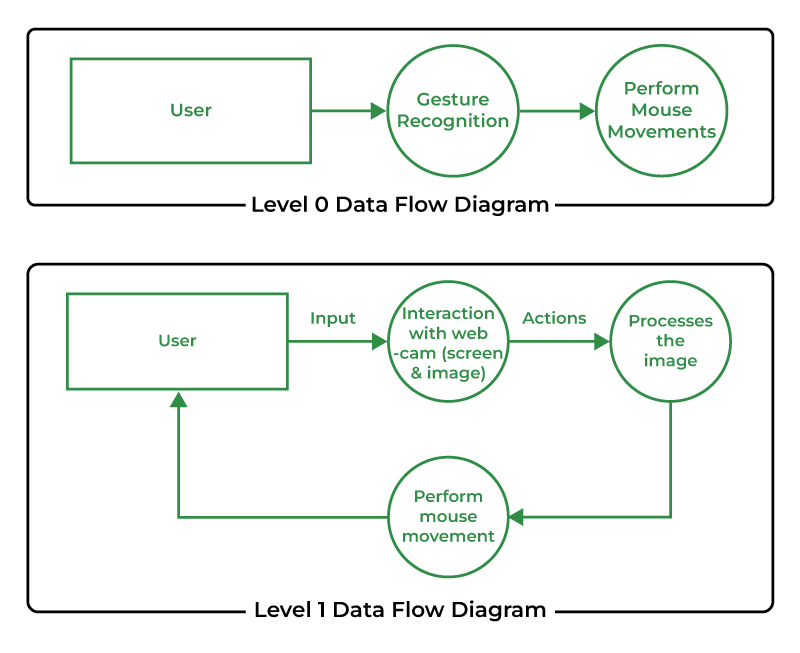 User
Gesture
Recognition
Perform
Mouse
Movements
Level 0 Data Flow Diagram
User
Input
Interaction
with web
-cam (screen
& image)
Actions
Processes
the
image
Perform
mouse
movement
Level 1 Data Flow Diagram